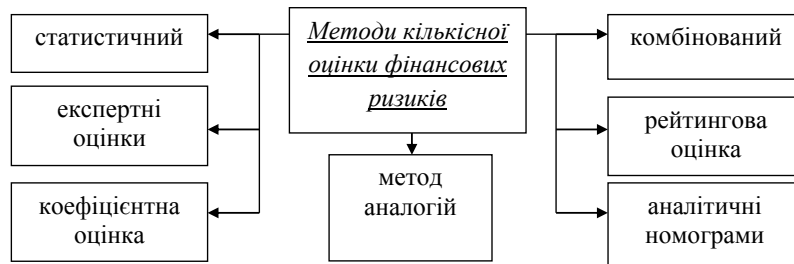 статистичний
експертні
оцінки
коефіцієнтна
оцінка
Методи кількісної
оцінки фінансових
ризиків
метод
аналогій
комбінований
рейтингова
оцінка
аналітичні
номограми